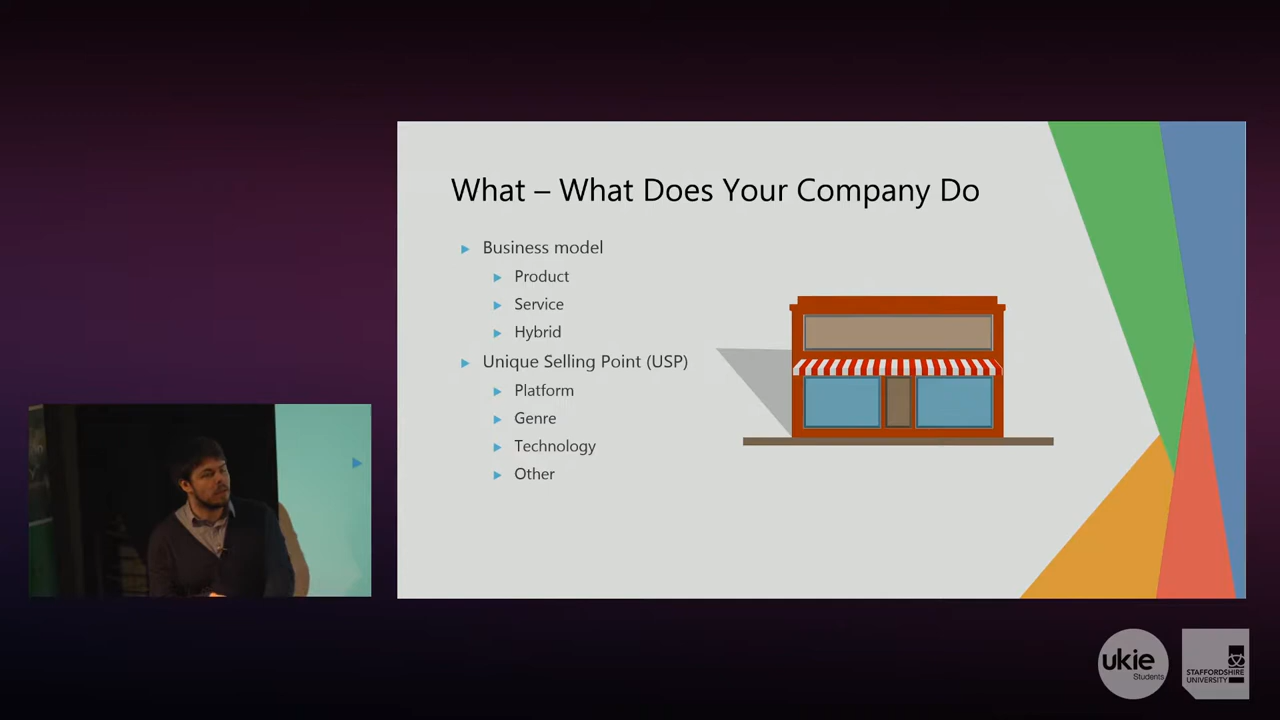 What – What Does Your Company Do
Business model
Product
Service
Hybrid
Unique Selling Point (USP)
Platform
Genre
Technology
Other
ukie
Students
STAFFORDSHIRE
UNIVERSITY